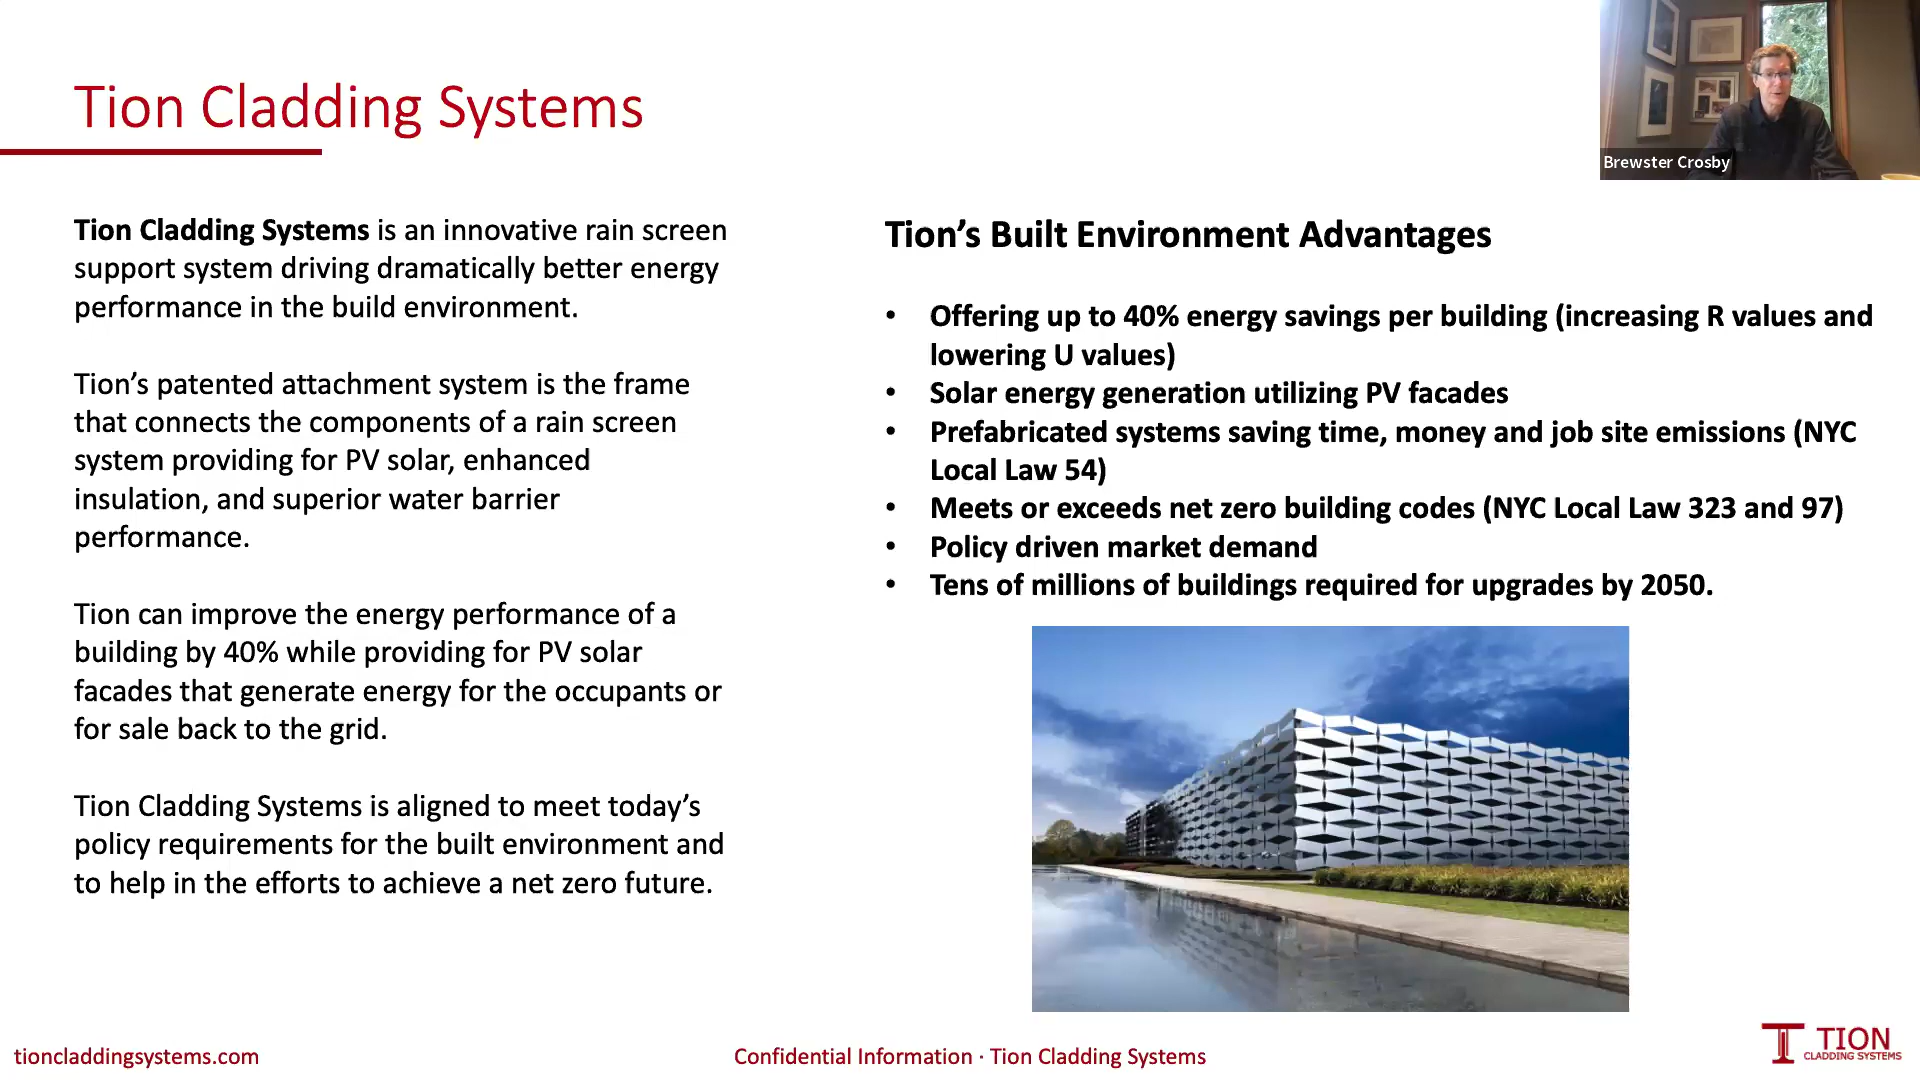 Tion Cladding Systems
Brewster Crosby
Tion Cladding Systems is an innovative rain screen
support system driving dramatically better energy
performance in the build environment.
Tion's patented attachment system is the frame
that connects the components of a rain screen
system providing for PV solar, enhanced
insulation, and superior water barrier
performance.
Tion can improve the energy performance of a
building by 40% while providing for PV solar
facades that generate energy for the occupants or
for sale back to the grid.
Tion Cladding Systems is aligned to meet today's
policy requirements for the built environment and
to help in the efforts to achieve a net zero future.
Tion's Built Environment Advantages
• Offering up to 40% energy savings per building (increasing R values and
lowering U values)
• Solar energy generation utilizing PV facades
• Prefabricated systems saving time, money and job site emissions (NYC
Local Law 54)
• Meets or exceeds net zero building codes (NYC Local Law 323 and 97)
• Policy driven market demand
• Tens of millions of buildings required for upgrades by 2050.
tioncladdingsystems.com
Confidential Information · Tion Cladding Systems
TION
CLADDING SYSTEMS